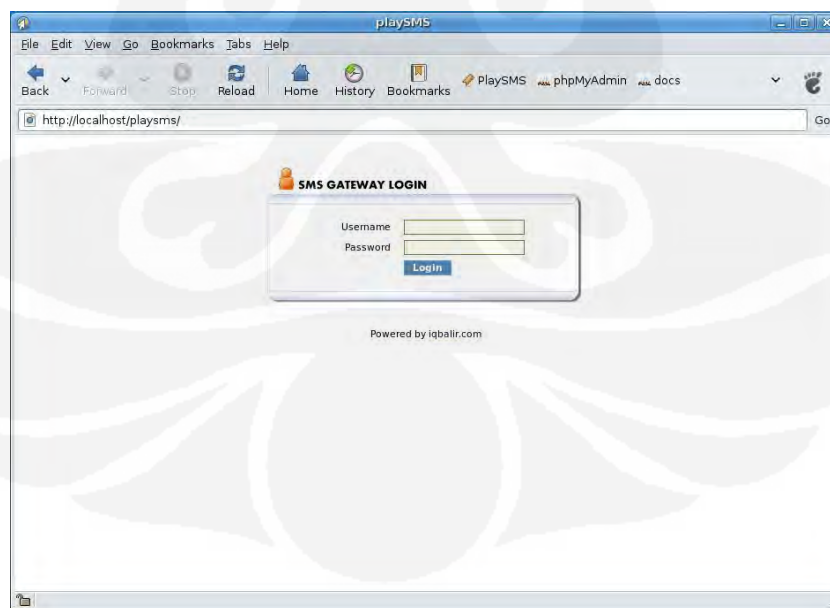 playSMS
File Edit View Go Bookmarks Tabs Help
Back Forward Stop Reload Home History Bookmarks PlaySMS phpMyAdmin docs
http://localhost/playsms/ Go
SMS GATEWAY LOGIN
Username
Password
Login
Powered by iqbalir.com